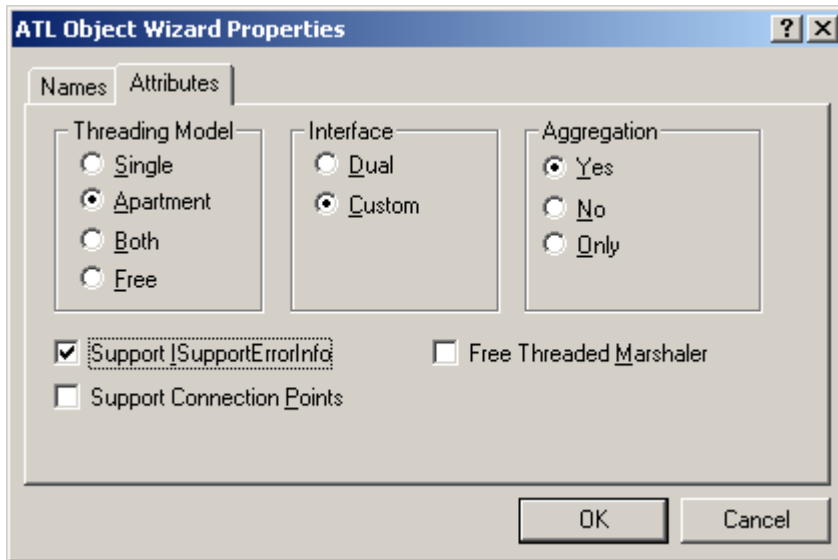 ATL Object Wizard Properties
Names Attributes
Threading Model Interface Aggregation
Single Dual Yes
Apartment Custom No
Both Only
Free
Support ISupportErrorInfo Free Threaded Marshaler
Support Connection Points
OK Cancel